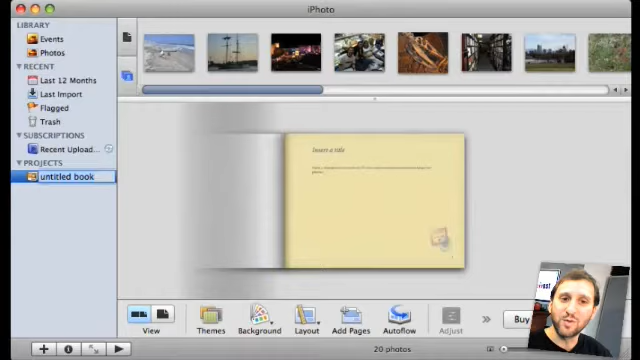 iPhoto
LIBRARY
Events
Photos
RECENT
Last 12 Months
Last Import
Flagged
Trash
SUBSCRIPTIONS
Recent Upload...
PROJECTS
untitled book
Insert a title
View
Themes
Background
Layout
Add Pages
Autoflow
Adjust
Buy
20 photos